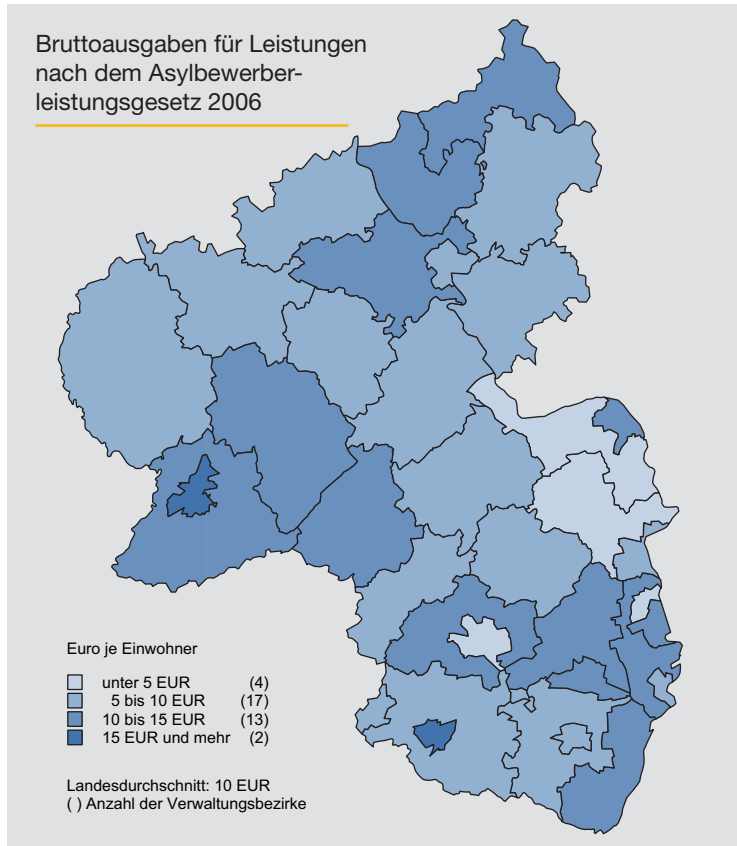 Bruttoausgaben für Leistungen
nach dem Asylbewerber-
leistungsgesetz 2006
Euro je Einwohner
unter 5 EUR (4)
5 bis 10 EUR (17)
10 bis 15 EUR (13)
15 EUR und mehr (2)
Landesdurchschnitt: 10 EUR
( ) Anzahl der Verwaltungsbezirke